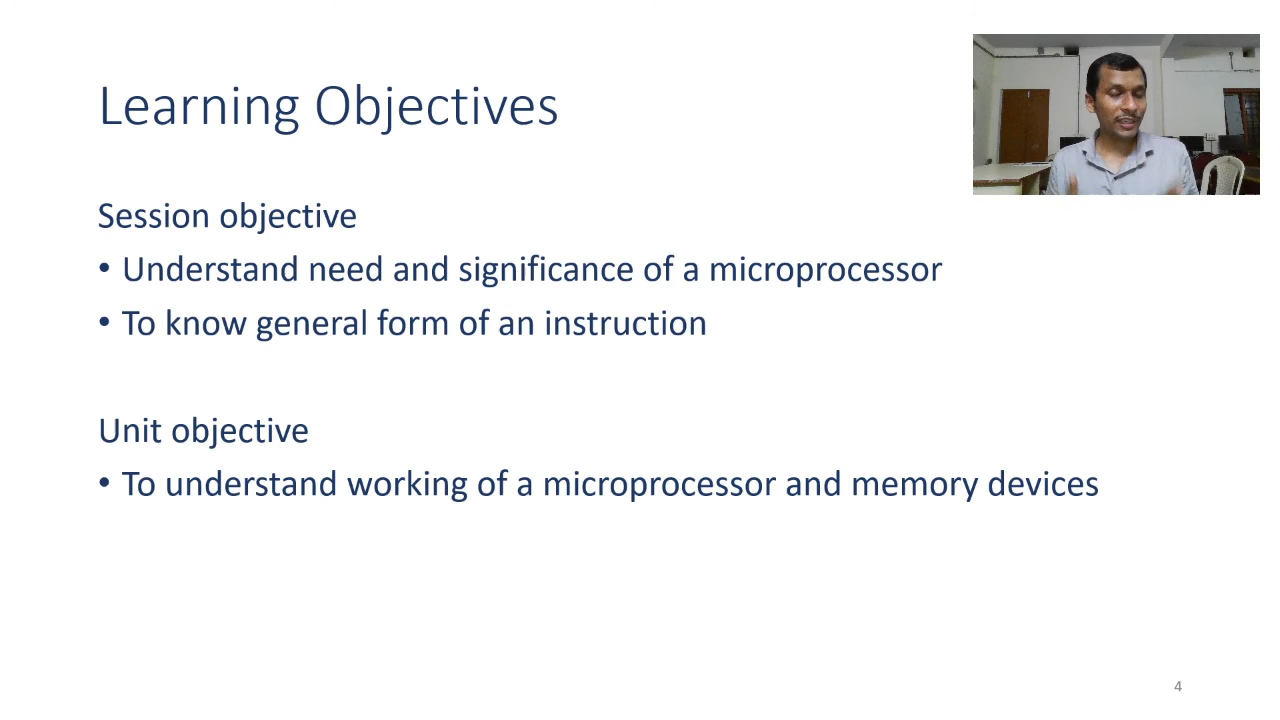 Learning Objectives
Session objective
• Understand need and significance of a microprocessor
• To know general form of an instruction
Unit objective
• To understand working of a microprocessor and memory devices
4